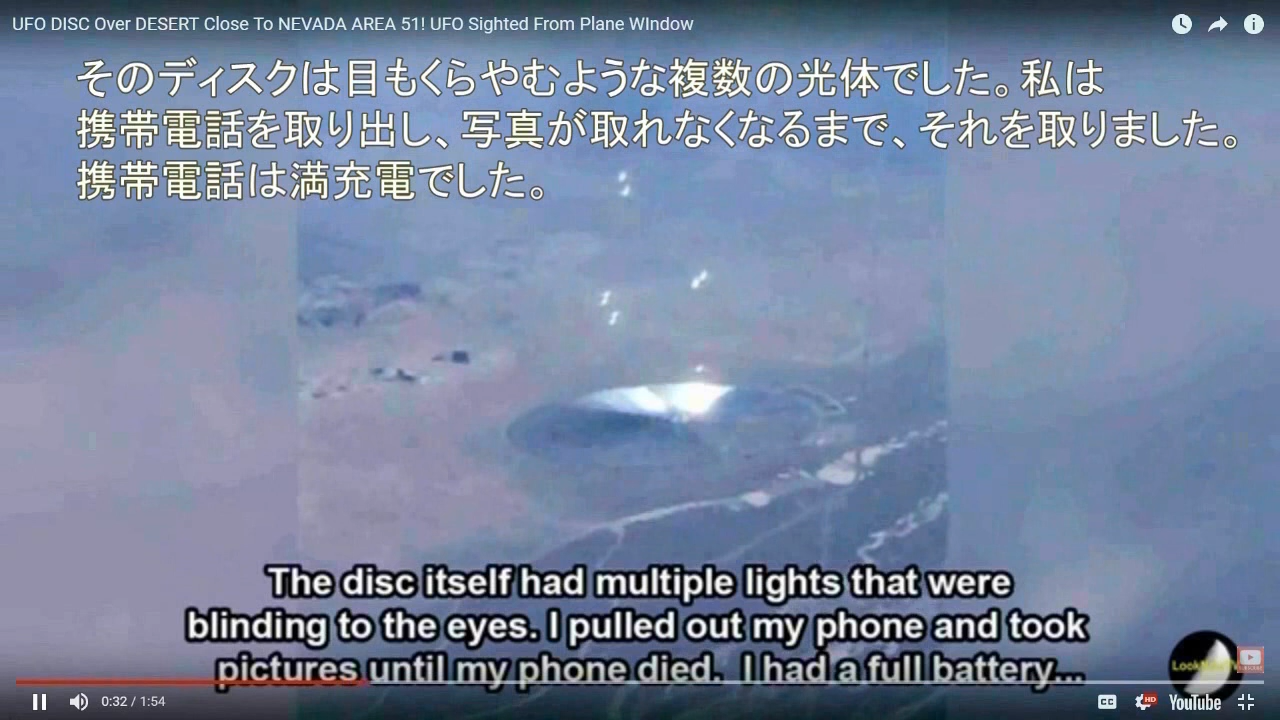 UFO DISC Over DESERT Close To NEVADA AREA 51! UFO Sighted From Plane WIndow
そのディスクは目もくらやむような複数の光体でした。私は
携帯電話を取り出し、写真が取れなくなるまで、それを取りました。
携帯電話は満充電でした。
The disc itself had multiple lights that were
blinding to the eyes. I pulled out my phone and took
pictures until my phone died. I had a full battery...
0:32 / 1:54
CC
HD
YouTube